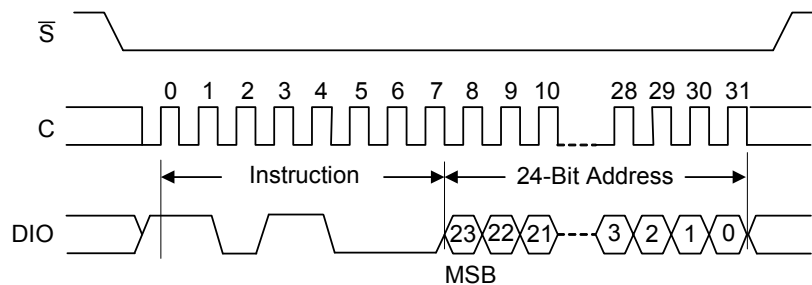 S̅
0 1 2 3 4 5 6 7 8 9 10 28 29 30 31
C
Instruction 24-Bit Address
DIO 23 22 21 3 2 1 0
MSB